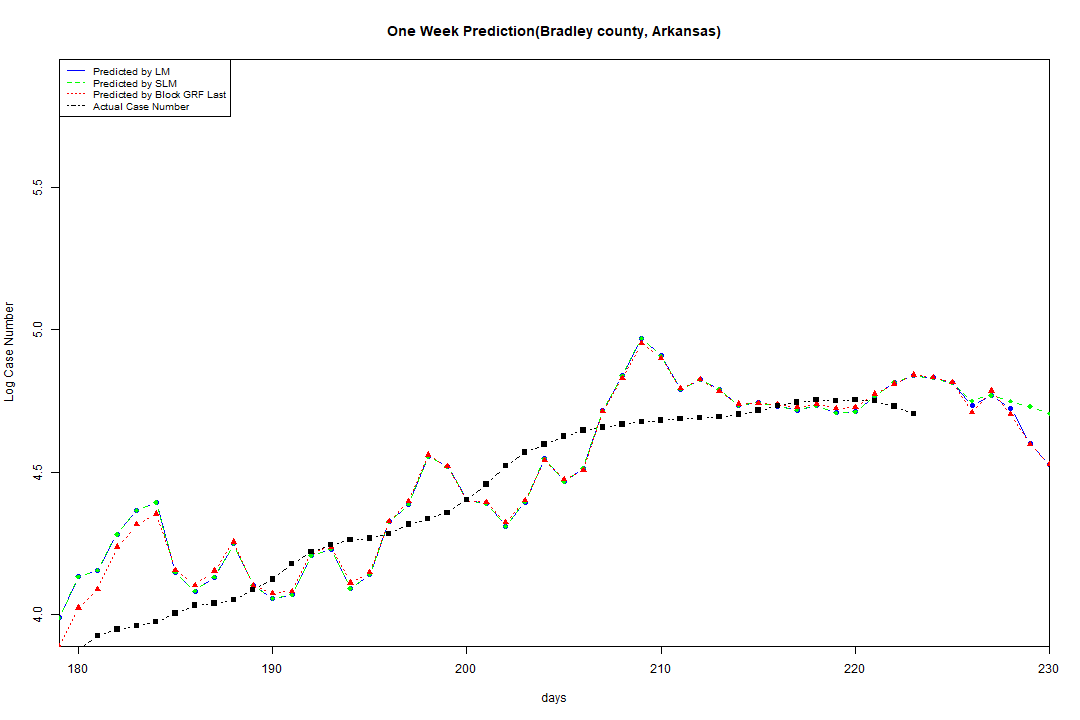 One Week Prediction(Bradley county, Arkansas)
Predicted by LM
Predicted by SLM
Predicted by Block GRF Last
Actual Case Number
5.5
5.0
4.5
4.0
Log Case Number
180 190 200 210 220 230
days